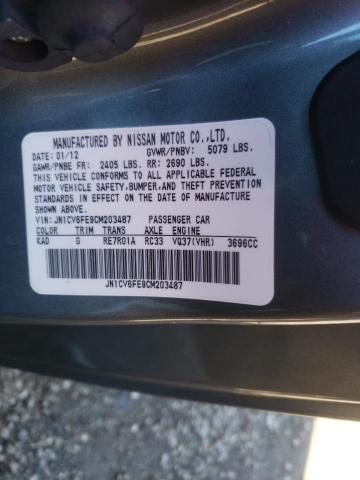 MANUFACTURED BY NISSAN MOTOR CO.,LTD.
DATE: 01/12 GVWR/PNBV: 5079 LBS.
GAWR/PNBE FR: 2405 LBS. RR: 2690 LBS.
THIS VEHICLE CONFORMS TO ALL APPLICABLE FEDERAL
MOTOR VEHICLE SAFETY, BUMPER, AND THEFT PREVENTION
STANDARDS IN EFFECT ON THE DATE OF MANUFACTURE
SHOWN ABOVE.
VIN: JN1CV6FE9CM203487 PASSENGER CAR
COLOR TRIM TRANS AXLE ENGINE
KAD G RE7R01A RC33 VQ37(VHR) 3696CC
JN1CV6FE9CM203487